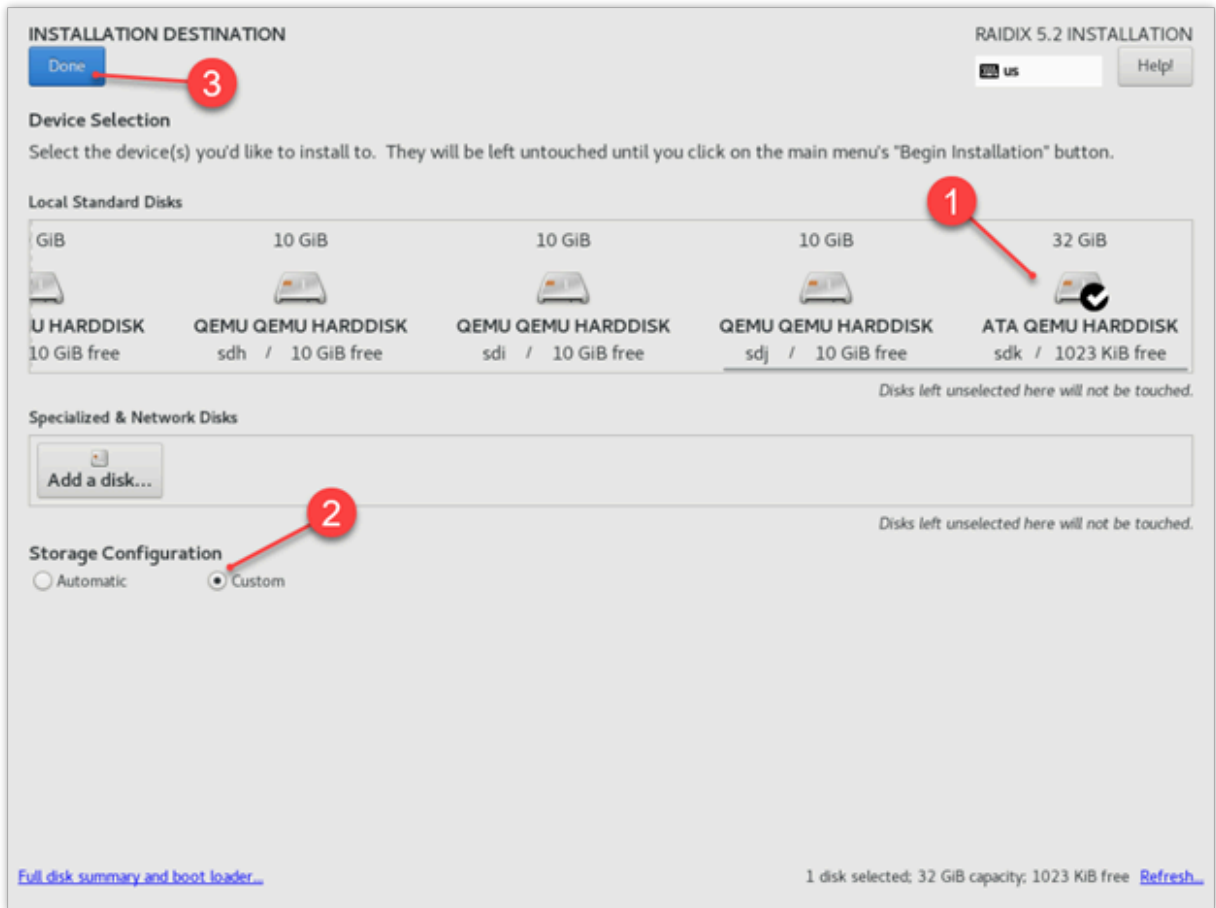 INSTALLATION DESTINATION
RAIDIX 5.2 INSTALLATION
Done
3
us
Help!
Device Selection
Select the device(s) you'd like to install to. They will be left untouched until you click on the main menu's "Begin Installation" button.
1
Local Standard Disks
GiB 10 GiB 10 GiB 10 GiB 32 GiB
U HARDDISK QEMU QEMU HARDDISK QEMU QEMU HARDDISK QEMU QEMU HARDDISK ATA QEMU HARDDISK
10 GiB free sdh / 10 GiB free sdi / 10 GiB free sdj / 10 GiB free sdk / 1023 KiB free
Disks left unselected here will not be touched.
Specialized & Network Disks
Add a disk...
2
Disks left unselected here will not be touched.
Storage Configuration
Automatic Custom
Full disk summary and boot loader... 1 disk selected; 32 GiB capacity; 1023 KiB free Refresh...